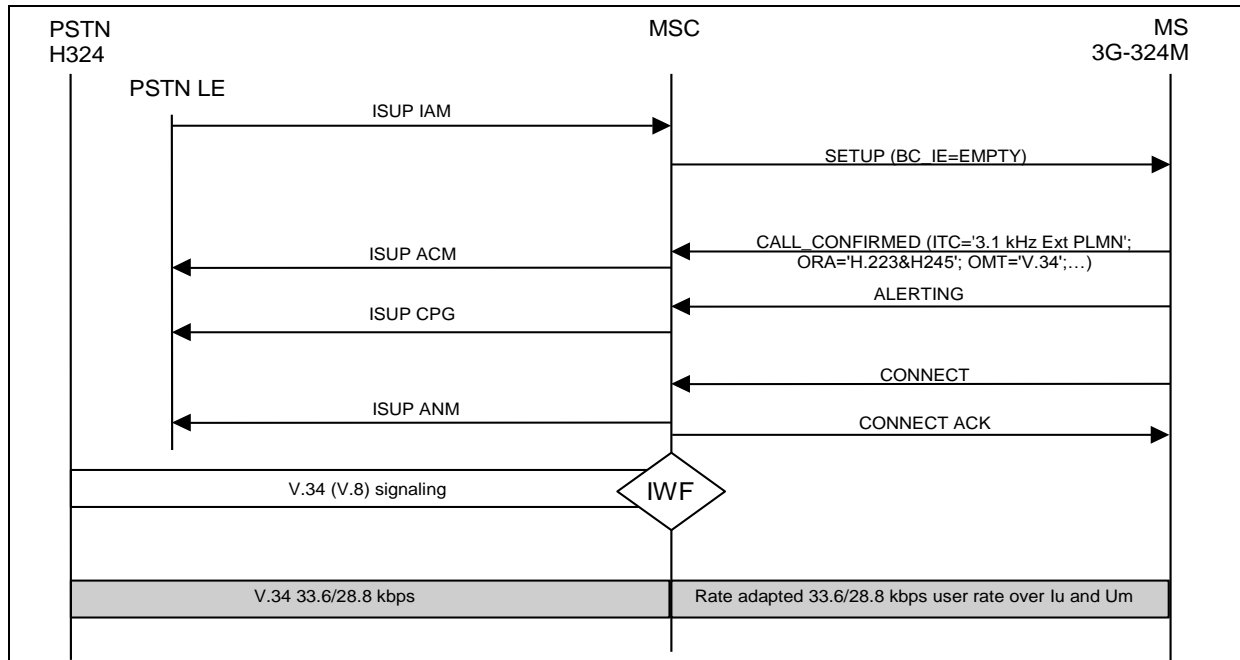 PSTN
H324
MSC
MS
3G-324M
PSTN LE
ISUP IAM
SETUP (BC_IE=EMPTY)
CALL_CONFIRMED (ITC='3.1 kHz Ext PLMN';
ORA='H.223&H245'; OMT='V.34';…)
ISUP ACM
ALERTING
ISUP CPG
CONNECT
ISUP ANM
CONNECT ACK
V.34 (V.8) signaling
IWF
V.34 33.6/28.8 kbps
Rate adapted 33.6/28.8 kbps user rate over Iu and Um